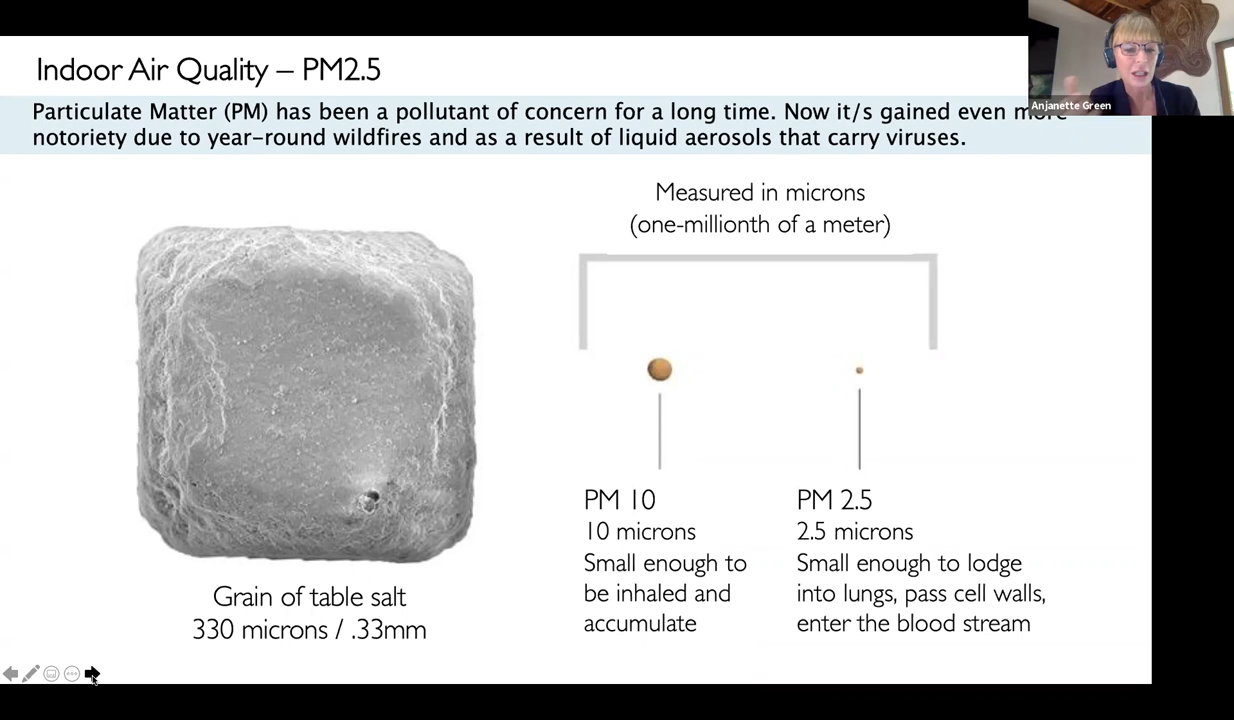 Indoor Air Quality – PM2.5
Anjanette Green
Particulate Matter (PM) has been a pollutant of concern for a long time. Now it/s gained even more
notoriety due to year-round wildfires and as a result of liquid aerosols that carry viruses.
Measured in microns
(one-millionth of a meter)
Grain of table salt
330 microns / .33mm
PM 10
10 microns
Small enough to
be inhaled and
accumulate
PM 2.5
2.5 microns
Small enough to lodge
into lungs, pass cell walls,
enter the blood stream